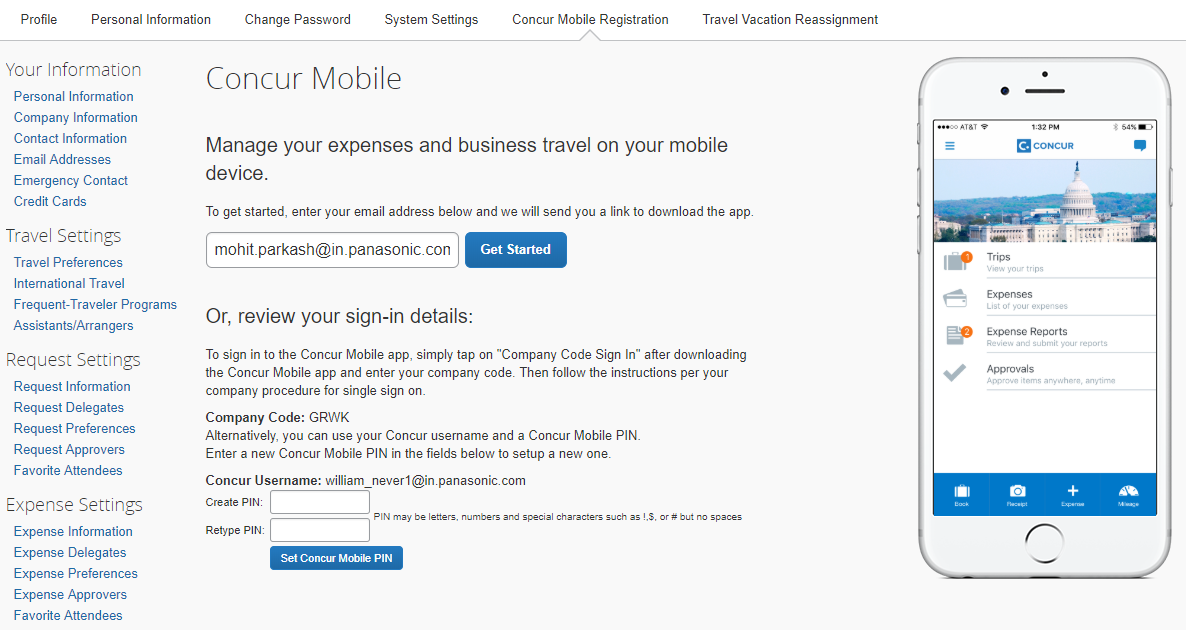 Profile
Personal Information
Change Password
System Settings
Concur Mobile Registration
Travel Vacation Reassignment
Your Information
Personal Information
Company Information
Contact Information
Email Addresses
Emergency Contact
Credit Cards
Travel Settings
Travel Preferences
International Travel
Frequent-Traveler Programs
Assistants/Arrangers
Request Settings
Request Information
Request Delegates
Request Preferences
Request Approvers
Favorite Attendees
Expense Settings
Expense Information
Expense Delegates
Expense Preferences
Expense Approvers
Favorite Attendees
Concur Mobile
Manage your expenses and business travel on your mobile
device.
To get started, enter your email address below and we will send you a link to download the app.
mohit.parkash@in.panasonic.con
Get Started
Or, review your sign-in details:
To sign in to the Concur Mobile app, simply tap on "Company Code Sign In" after downloading
the Concur Mobile app and enter your company code. Then follow the instructions per your
company procedure for single sign on.
Company Code: GRWK
Alternatively, you can use your Concur username and a Concur Mobile PIN.
Enter a new Concur Mobile PIN in the fields below to setup a new one.
Concur Username: william_never1@in.panasonic.com
Create PIN:
PIN may be letters, numbers and special characters such as !,$, or # but no spaces
Retype PIN:
Set Concur Mobile PIN
AT&T 1:32 PM 54%
C. CONCUR
1
Trips
View your trips
Expenses
List of your expenses
2
Expense Reports
Review and submit your reports
Approvals
Approve items anywhere, anytime
Book
Receipt
Expense
Mileage